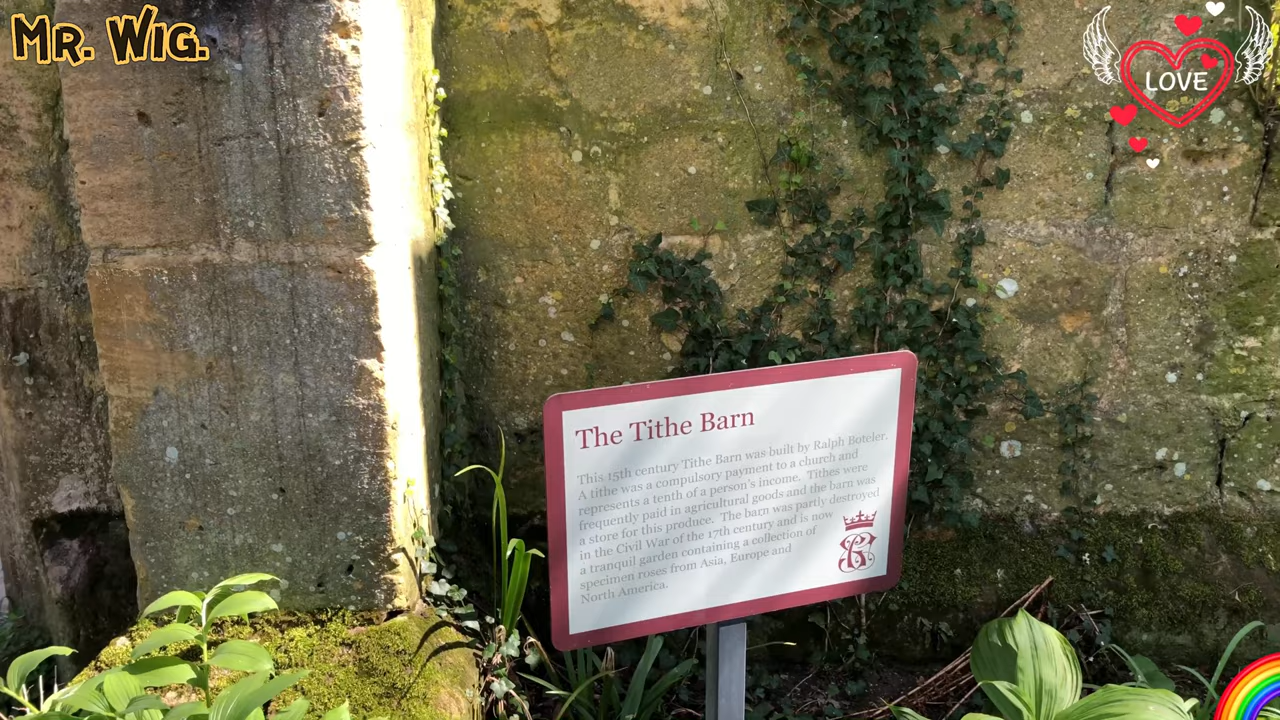 Mr. Wig.
LOVE
The Tithe Barn
This 15th century Tithe Barn was built by Ralph Boteler.
A tithe was a compulsory payment to a church and
represents a tenth of a person's income. Tithes were
frequently paid in agricultural goods and the barn was
a store for this produce. The barn was partly destroyed
in the Civil War of the 17th century and is now
a tranquil garden containing a collection of
specimen roses from Asia, Europe and
North America.